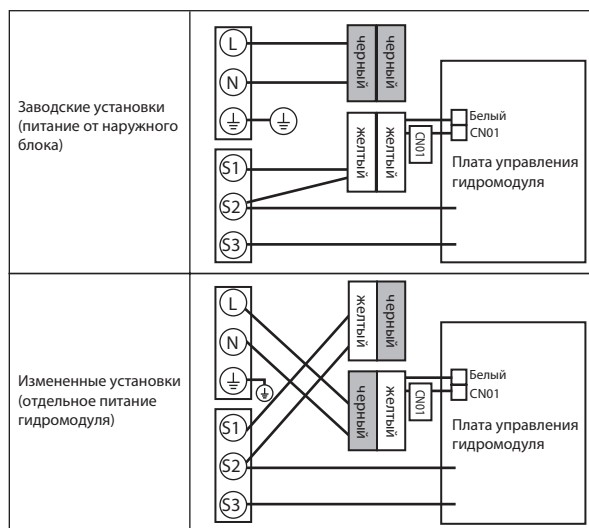 Заводские установки
(питание от наружного
блока)
L
N
S1
S2
S3
черный
черный
желтый
желтый
CN01
Белый
CN01
Плата управления
гидромодуля
Измененные установки
(отдельное питание
гидромодуля)
L
N
S1
S2
S3
желтый
черный
черный
желтый
CN01
Белый
CN01
Плата управления
гидромодуля